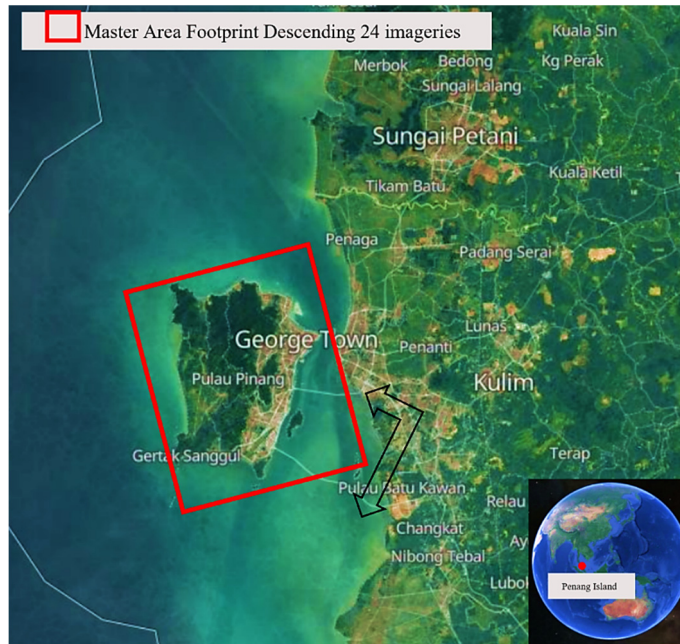 Master Area Footprint Descending 24 imageries
Kuala Sin
Merbok
Bedong
Kg Perak
Sungai Lalang
Sungai Petani
Tikam Batu
Kuala Ketil
Penaga
Padang Serai
Lunas
George Town
Penanti
Pulau Pinang
Kulim
Gertak Sanggul
Terap
Pulau Batu Kawan
Relau
Changkat
Ay
Nibong Tebal
Lubok
Penang Island